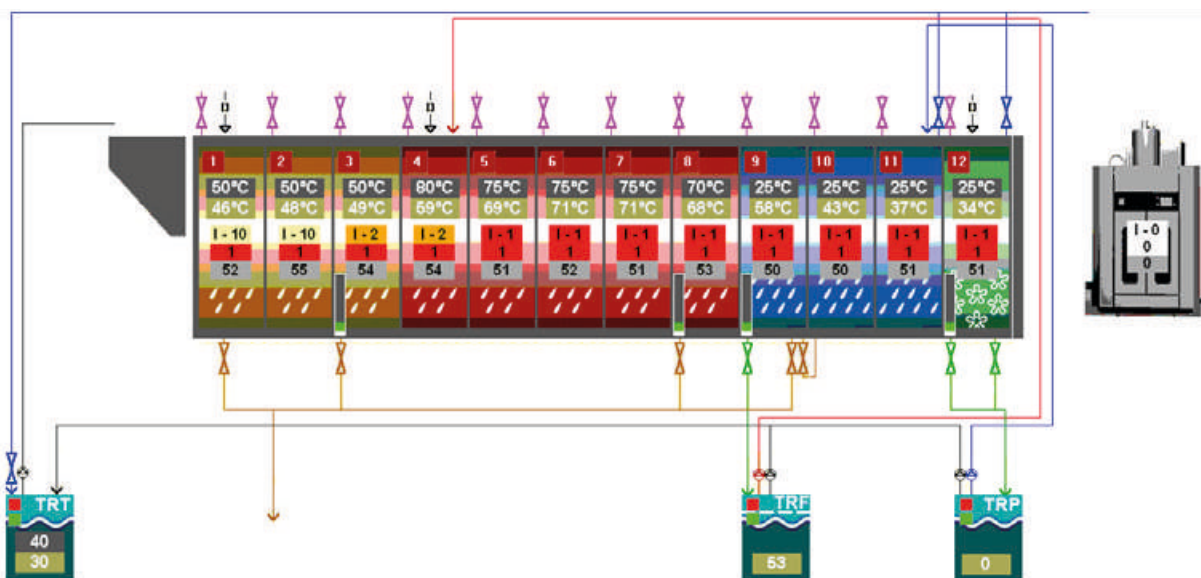 1 2 3 4 5 6 7 8 9 10 11 12
50°C 50°C 50°C 80°C 75°C 75°C 75°C 70°C 25°C 25°C 25°C 25°C
46°C 48°C 49°C 59°C 69°C 71°C 71°C 68°C 58°C 43°C 37°C 34°C
I - 10 I - 10 I - 2 I - 2 I - 1 I - 1 I - 1 I - 1 I - 1 I - 1 I - 1 I - 1
1 1 1 1 1 1 1 1 1 1 1 1
52 55 54 54 51 52 51 53 50 50 51 51
I - 0
0
0
TRT TRF TRP
40
30 53 0